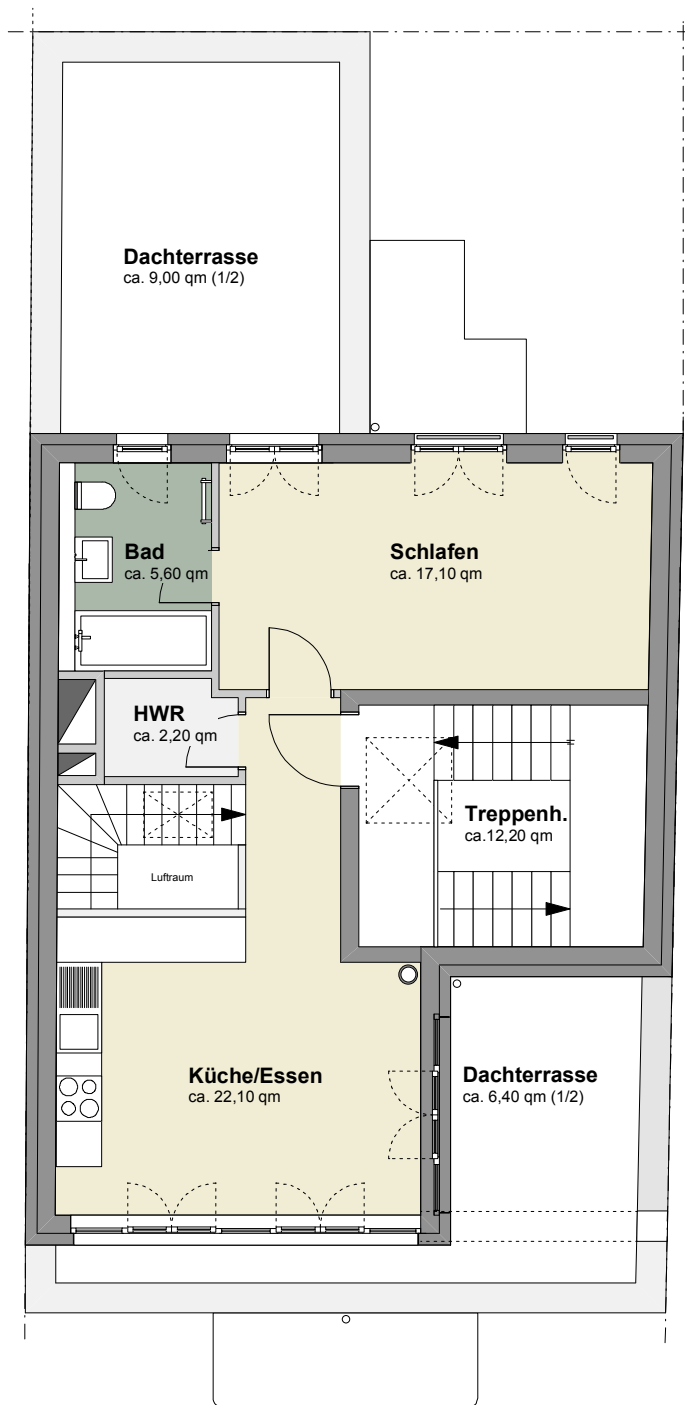 Dachterrasse
ca. 9,00 qm (1/2)
Bad
ca. 5,60 qm
Schlafen
ca. 17,10 qm
HWR
ca. 2,20 qm
Treppenh.
ca.12,20 qm
Luftraum
Küche/Essen
ca. 22,10 qm
Dachterrasse
ca. 6,40 qm (1/2)